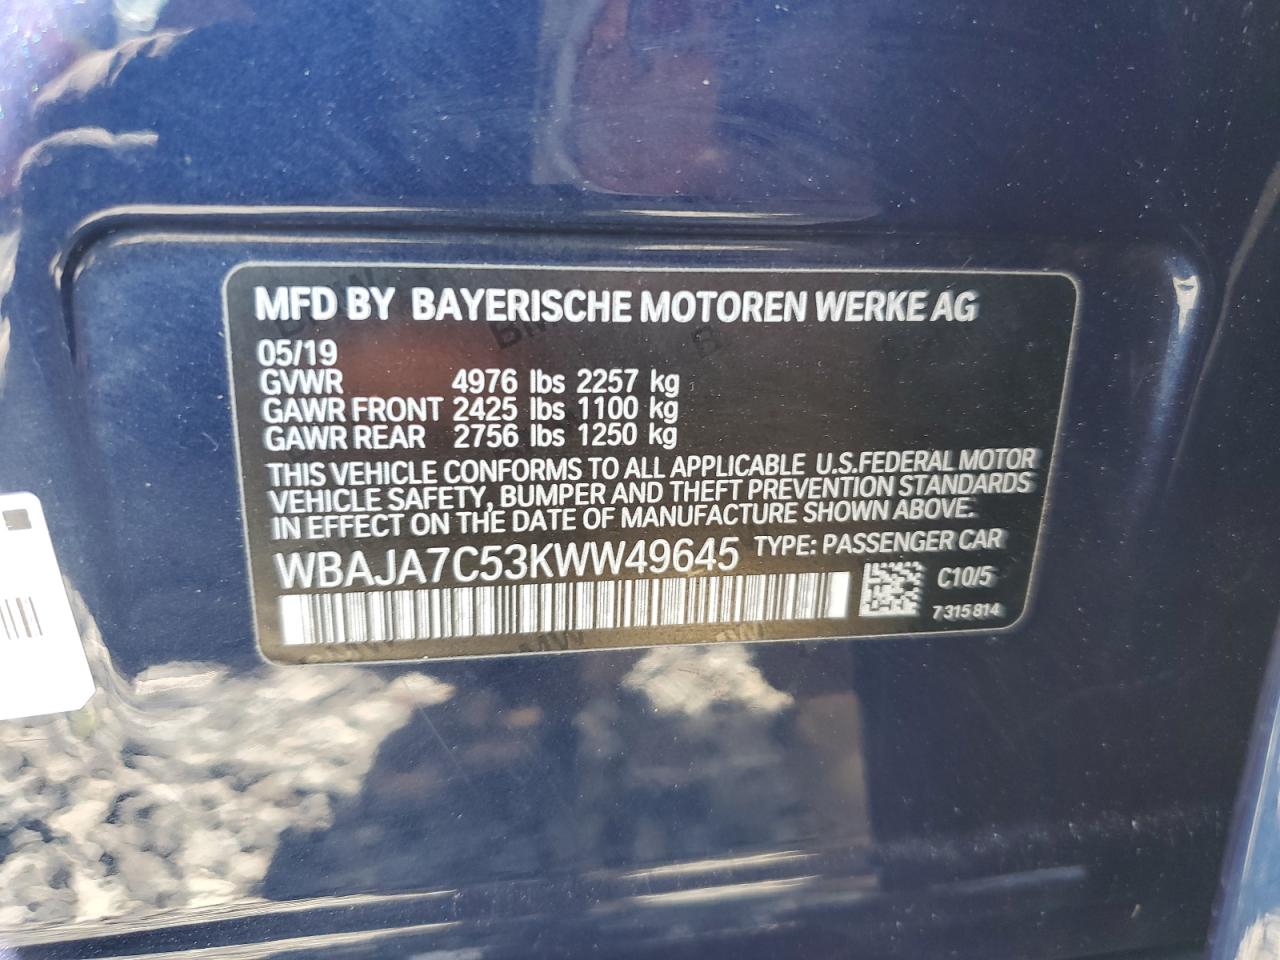 MFD BY BAYERISCHE MOTOREN WERKE AG
05/19
GVWR 4976 lbs 2257 kg
GAWR FRONT 2425 lbs 1100 kg
GAWR REAR 2756 lbs 1250 kg
THIS VEHICLE CONFORMS TO ALL APPLICABLE U.S.FEDERAL MOTOR
VEHICLE SAFETY, BUMPER AND THEFT PREVENTION STANDARDS
IN EFFECT ON THE DATE OF MANUFACTURE SHOWN ABOVE.
WBAJA7C53KWW49645 TYPE: PASSENGER CAR
C10/5
7315814